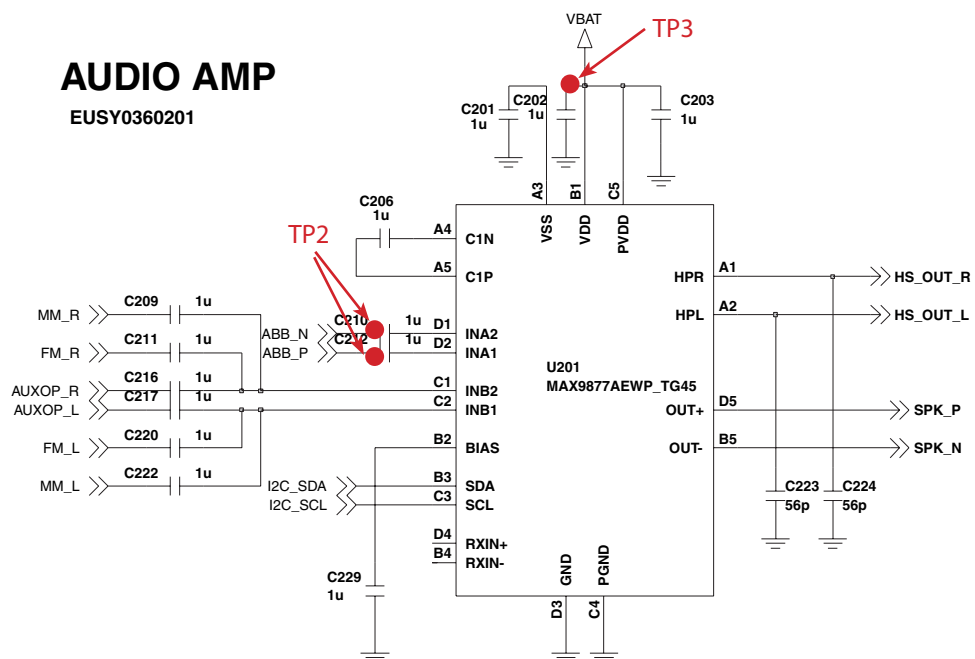 VBAT
TP3
AUDIO AMP
EUSY0360201
C201
1u
C202
1u
C203
1u
A3
B1
C5
VSS
VDD
PVDD
C206
1u
A4
C1N
A5
C1P
TP2
MM_R
C209
1u
FM_R
C211
1u
AUXOP_R
C216
1u
AUXOP_L
C217
1u
FM_L
C220
1u
MM_L
C222
1u
ABB_N
C210
1u
D1
INA2
ABB_P
C212
1u
D2
INA1
C1
INB2
C2
INB1
B2
BIAS
I2C_SDA
B3
SDA
I2C_SCL
C3
SCL
D4
RXIN+
B4
RXIN-
C229
1u
U201
MAX9877AEWP_TG45
HPR
A1
HS_OUT_R
HPL
A2
HS_OUT_L
OUT+
D5
SPK_P
OUT-
B5
SPK_N
C223
56p
C224
56p
GND
PGND
D3
C4